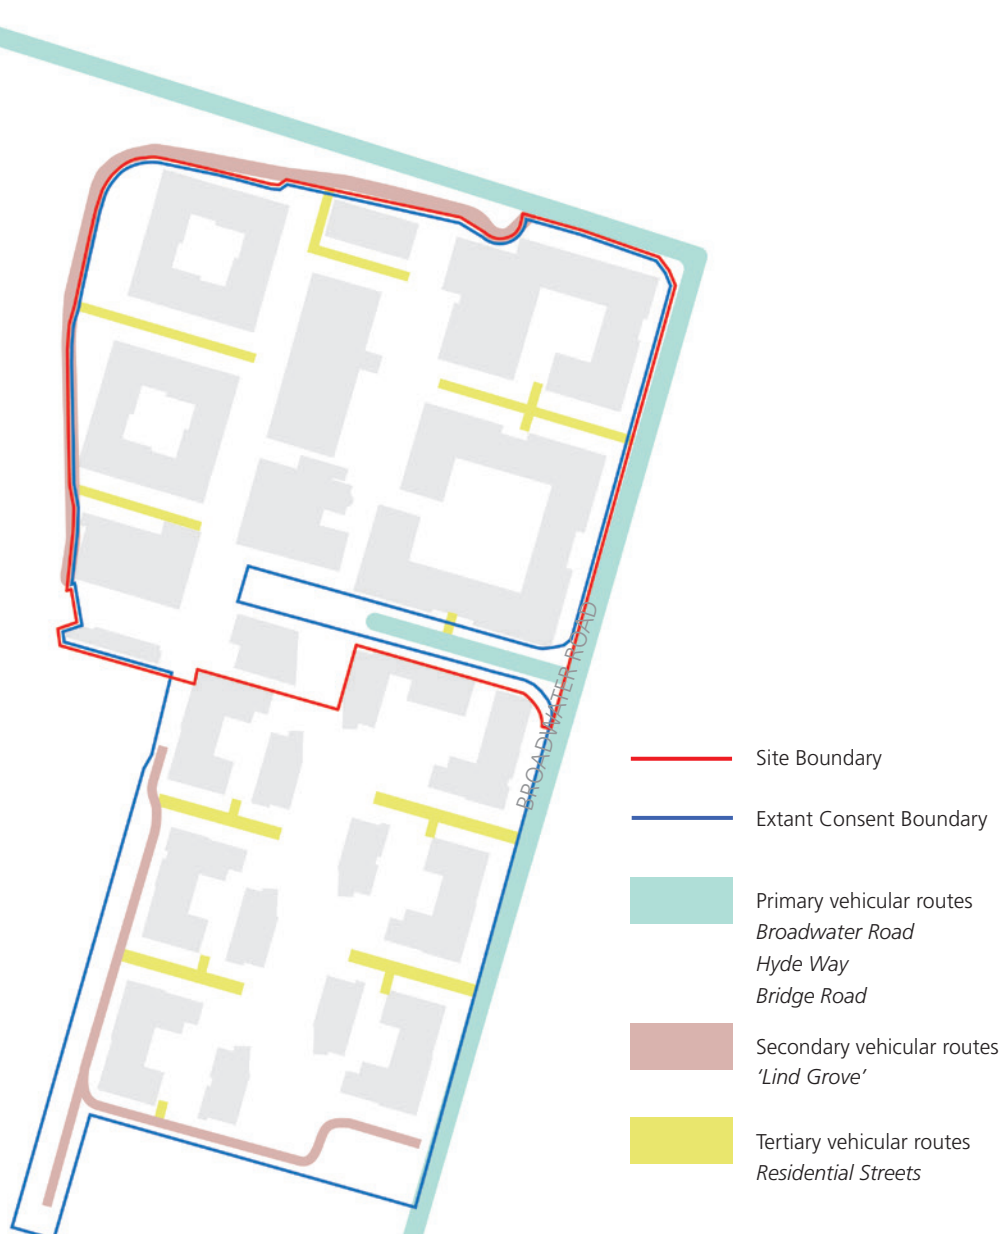 BROADWATER ROAD
Site Boundary
Extant Consent Boundary
Primary vehicular routes
Broadwater Road
Hyde Way
Bridge Road
Secondary vehicular routes
‘Lind Grove’
Tertiary vehicular routes
Residential Streets